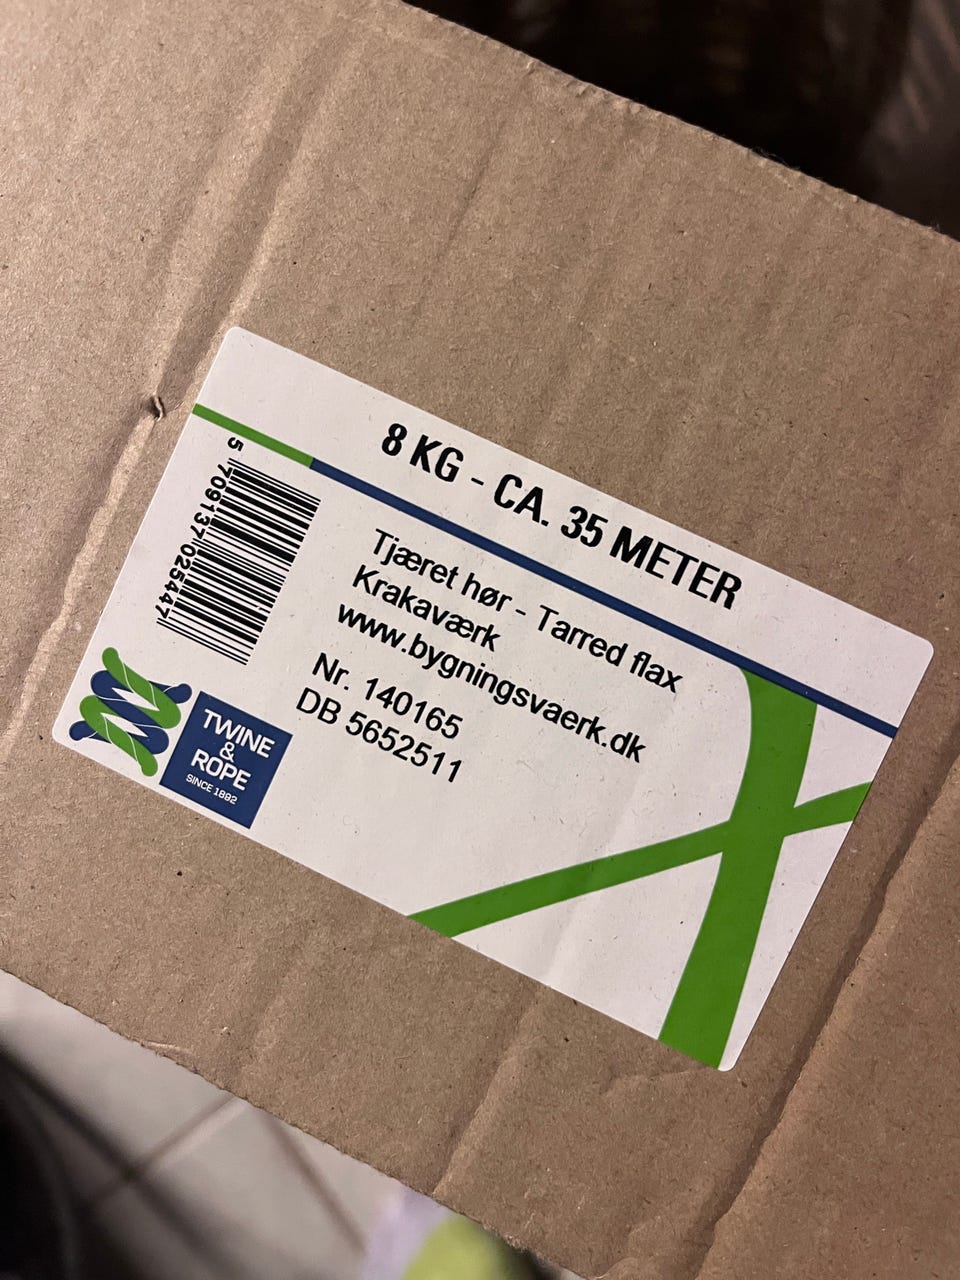 8 KG - CA. 35 METER
Tjæret hør - Tarred flax
Krakaværk
www.bygningsvaerk.dk
Nr. 140165
DB 5652511
5 709137 025447
TWINE
&
ROPE
SINCE 1892